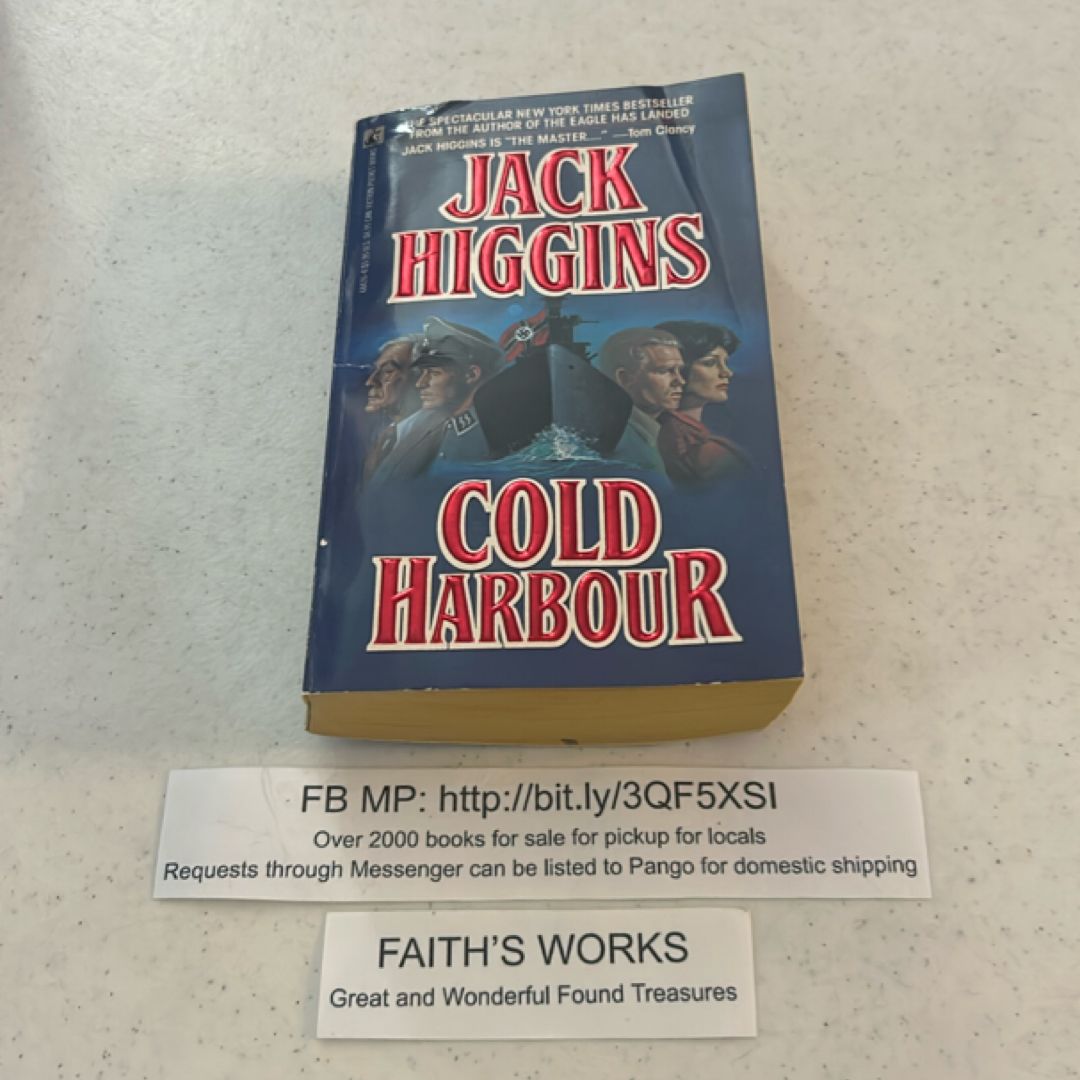 SPECTACULAR NEW YORK TIMES BESTSELLER
FROM THE AUTHOR OF THE EAGLE HAS LANDED
JACK HIGGINS IS "THE MASTER...." —Tom Clancy
JACK
HIGGINS
COLD
HARBOUR
FB MP: http://bit.ly/3QF5XSI
Over 2000 books for sale for pickup for locals
Requests through Messenger can be listed to Pango for domestic shipping
FAITH'S WORKS
Great and Wonderful Found Treasures